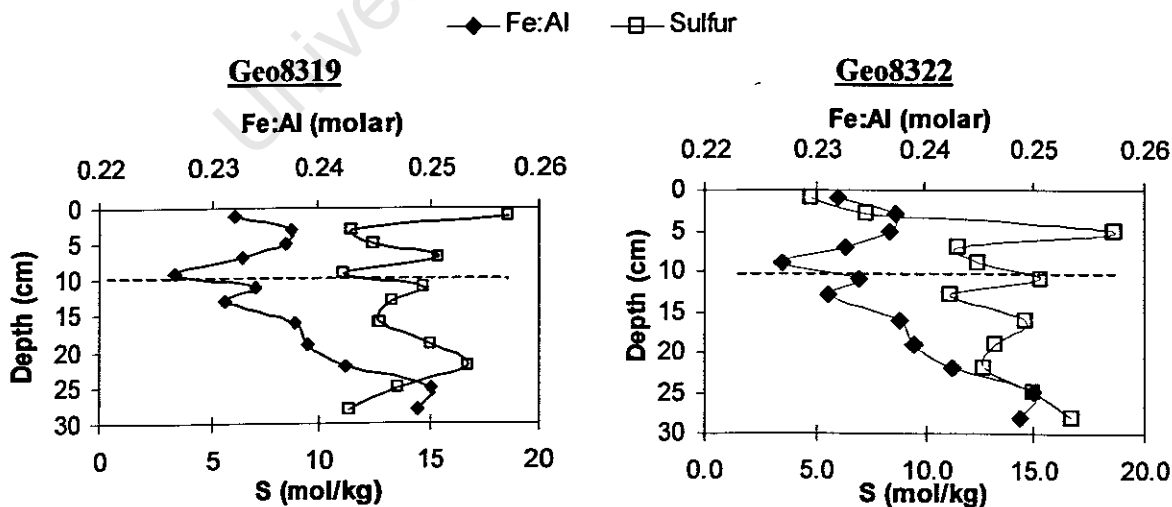 Unive
Fe:Al Sulfur
Geo8319
Fe:Al (molar)
0.22 0.23 0.24 0.25 0.26
Depth (cm)
0
5
10
15
20
25
30
0 5 10 15 20
S (mol/kg)
Geo8322
Fe:Al (molar)
0.22 0.23 0.24 0.25 0.26
Depth (cm)
0
5
10
15
20
25
30
0.0 5.0 10.0 15.0 20.0
S (mol/kg)